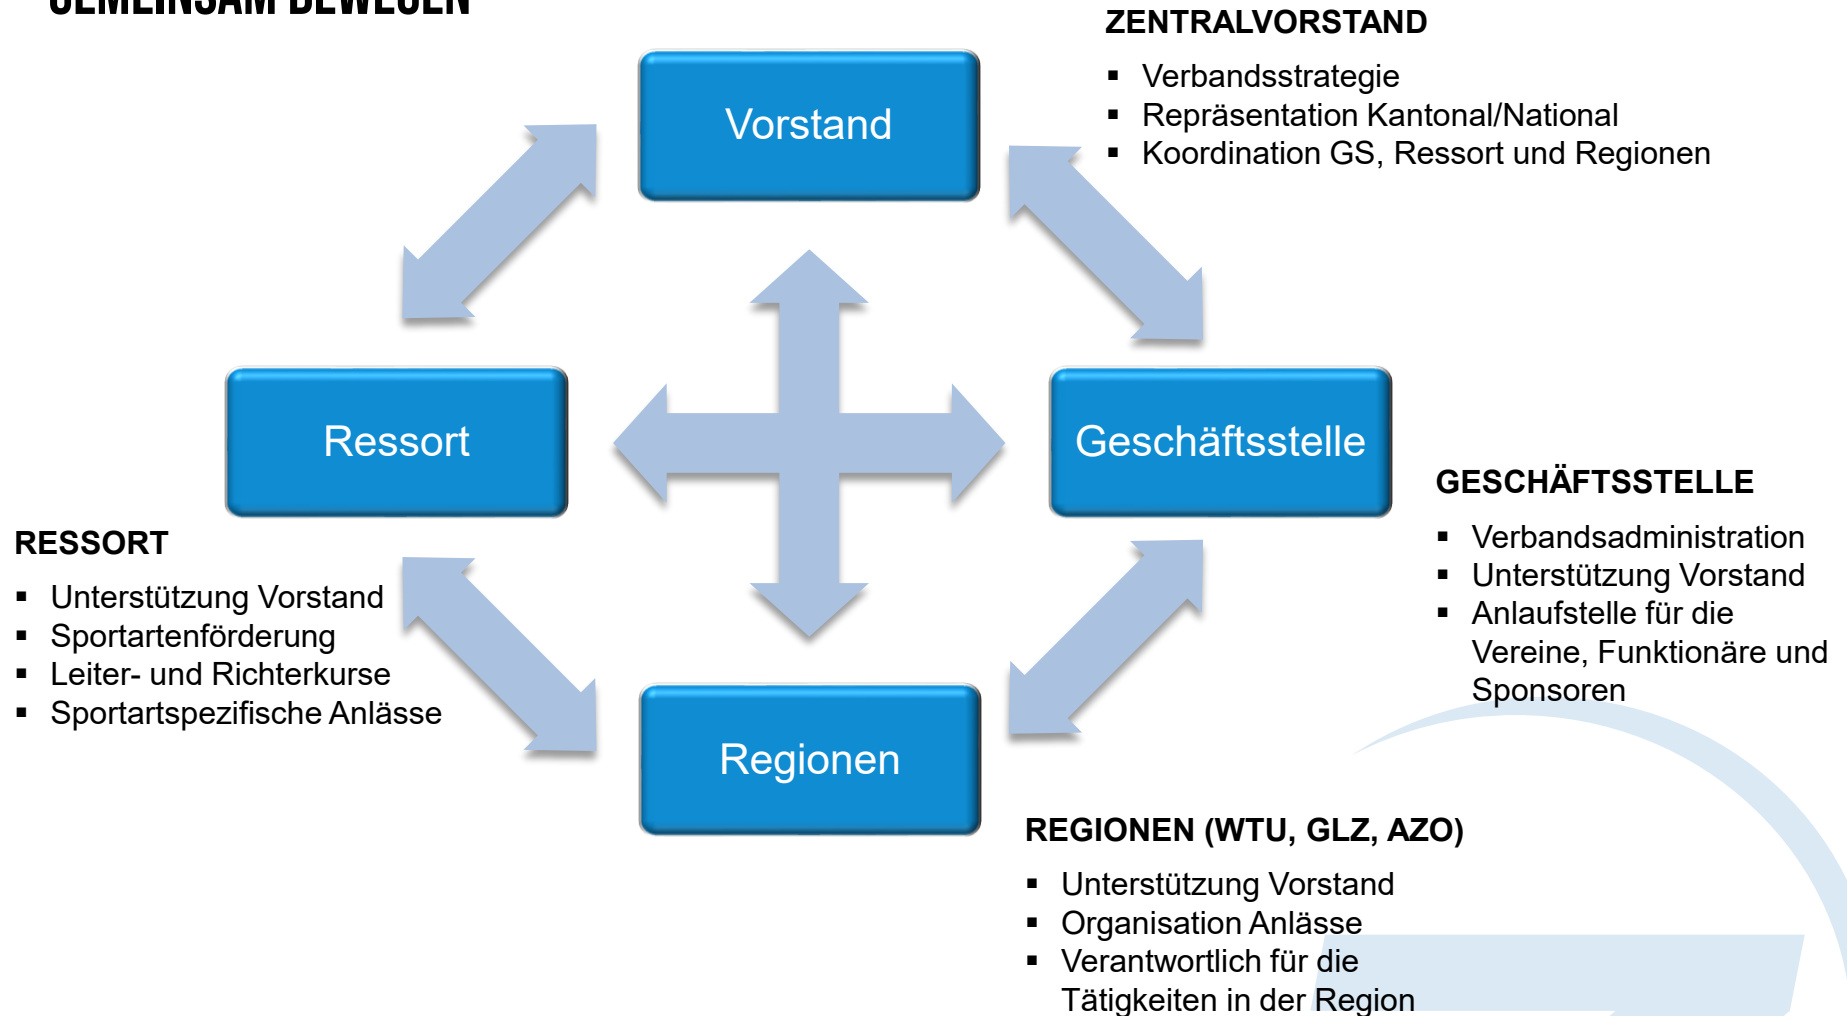 GEMEINSAM BEWEGEN
ZENTRALVORSTAND
▪ Verbandsstrategie
▪ Repräsentation Kantonal/National
▪ Koordination GS, Ressort und Regionen
Vorstand
Ressort
Geschäftsstelle
GESCHÄFTSSTELLE
▪ Verbandsadministration
▪ Unterstützung Vorstand
▪ Anlaufstelle für die
Vereine, Funktionäre und
Sponsoren
RESSORT
▪ Unterstützung Vorstand
▪ Sportartenförderung
▪ Leiter- und Richterkurse
▪ Sportartspezifische Anlässe
Regionen
REGIONEN (WTU, GLZ, AZO)
▪ Unterstützung Vorstand
▪ Organisation Anlässe
▪ Verantwortlich für die
Tätigkeiten in der Region